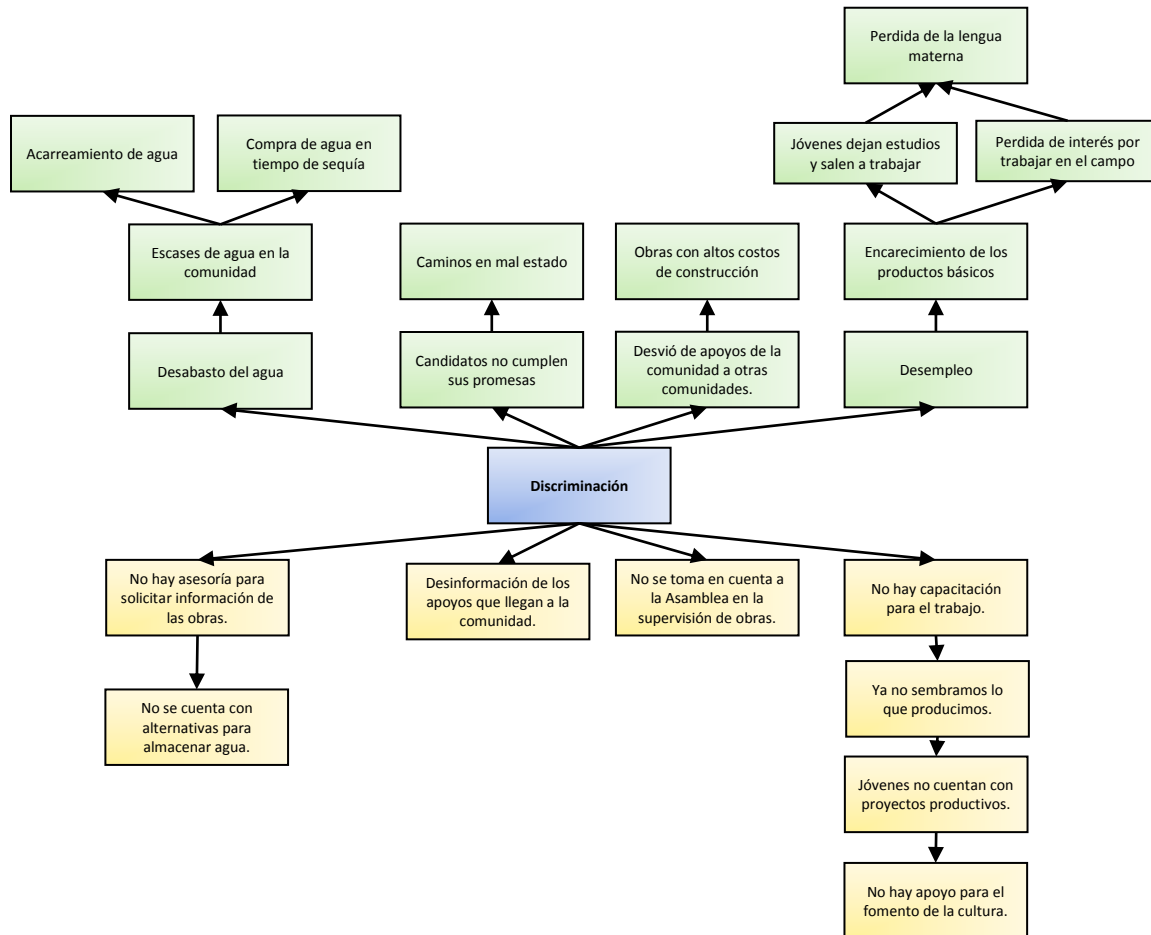 Perdida de la lengua
materna
Acarreamiento de agua
Compra de agua en
tiempo de sequía
Jóvenes dejan estudios
y salen a trabajar
Perdida de interés por
trabajar en el campo
Escases de agua en la
comunidad
Caminos en mal estado
Obras con altos costos
de construcción
Encarecimiento de los
productos básicos
Desabasto del agua
Candidatos no cumplen
sus promesas
Desvió de apoyos de la
comunidad a otras
comunidades.
Desempleo
Discriminación
No hay asesoría para
solicitar información de
las obras.
Desinformación de los
apoyos que llegan a la
comunidad.
No se toma en cuenta a
la Asamblea en la
supervisión de obras.
No hay capacitación
para el trabajo.
No se cuenta con
alternativas para
almacenar agua.
Ya no sembramos lo
que producimos.
Jóvenes no cuentan con
proyectos productivos.
No hay apoyo para el
fomento de la cultura.